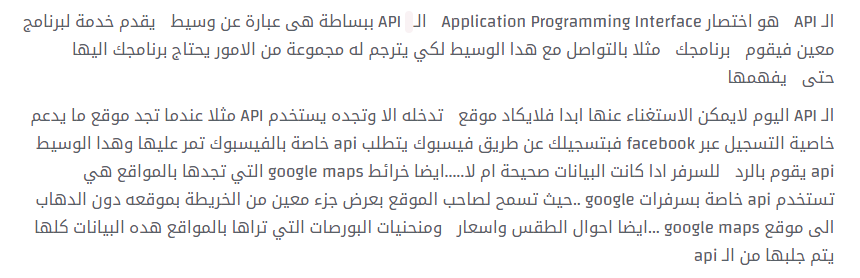 الـ API هو اختصار Application Programming Interface الـ API ببساطة هى عبارة عن وسيط يقدم خدمة لبرنامج
معين فيقوم برنامجك مثلا بالتواصل مع هدا الوسيط لكي يترجم له مجموعة من الامور يحتاج برنامجك اليها
حتى يفهمها
الـ API اليوم لايمكن الاستغناء عنها ابدا فلايكاد موقع تدخله الا وتجده يستخدم API مثلا عندما تجد موقع ما يدعم
خاصية التسجيل عبر facebook فبتسجيلك عن طريق فيسبوك يتطلب api خاصة بالفيسبوك تمر عليها وهدا الوسيط
api يقوم بالرد للسرفر ادا كانت البيانات صحيحة ام لا.....ايضا خرائط google maps التي تجدها بالمواقع هي
تستخدم api خاصة بسرفرات google ..حيث تسمح لصاحب الموقع بعرض جزء معين من الخريطة بموقعه دون الدهاب
الى موقع google maps ...ايضا احوال الطقس واسعار ومنحنيات البورصات التي تراها بالمواقع هده البيانات كلها
يتم جلبها من الـ api